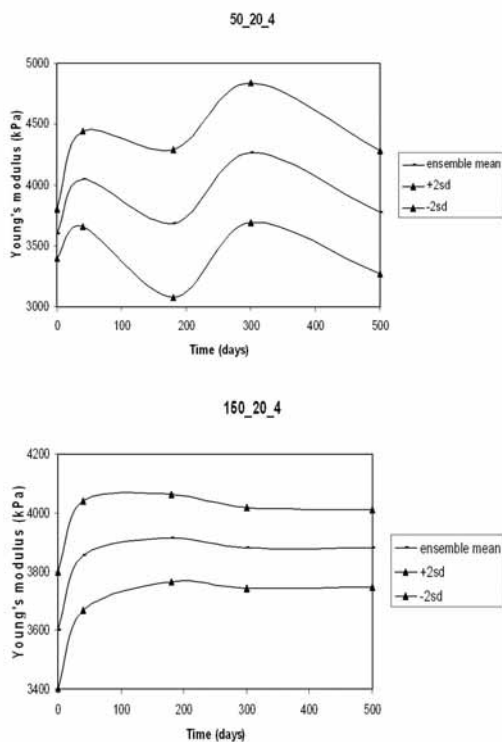 50_20_4
5000
4500
4000
3500
3000
Young's modulus (kPa)
0 100 200 300 400 500
Time (days)
ensemble mean
+2sd
-2sd
150_20_4
4200
4000
3800
3600
3400
Young's modulus (kPa)
0 100 200 300 400 500
Time (days)
ensemble mean
+2sd
-2sd